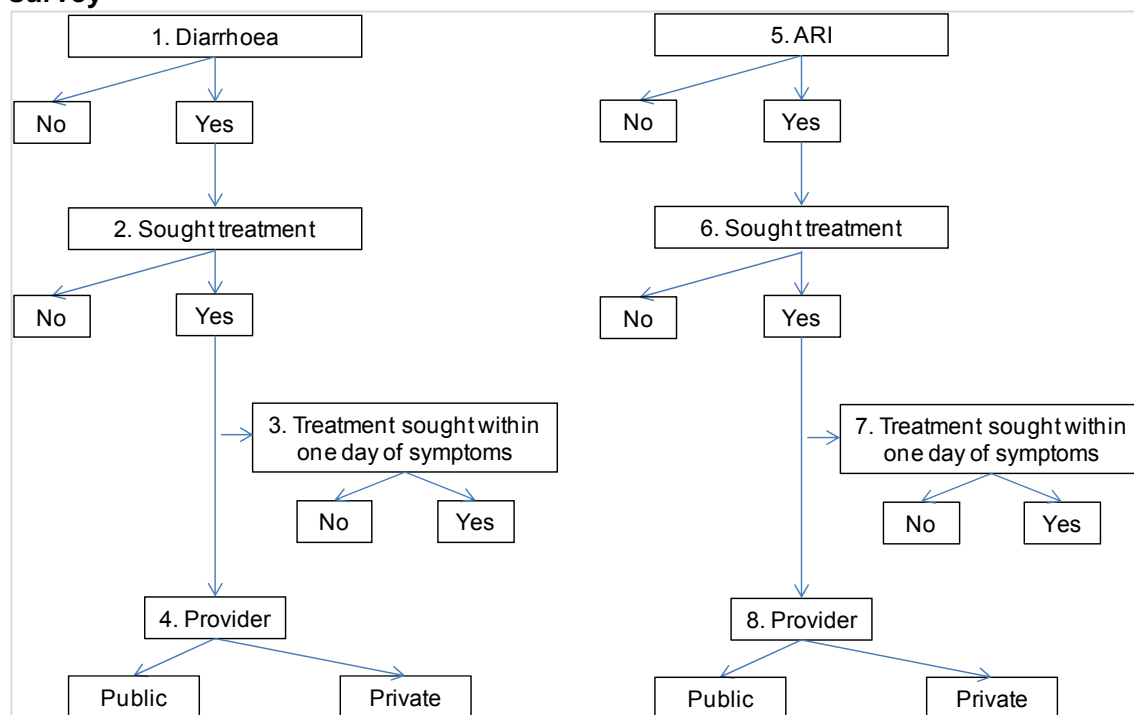 survey
1. Diarrhoea
No
Yes
2. Sought treatment
No
Yes
3. Treatment sought within
one day of symptoms
No
Yes
4. Provider
Public
Private
5. ARI
No
Yes
6. Sought treatment
No
Yes
7. Treatment sought within
one day of symptoms
No
Yes
8. Provider
Public
Private